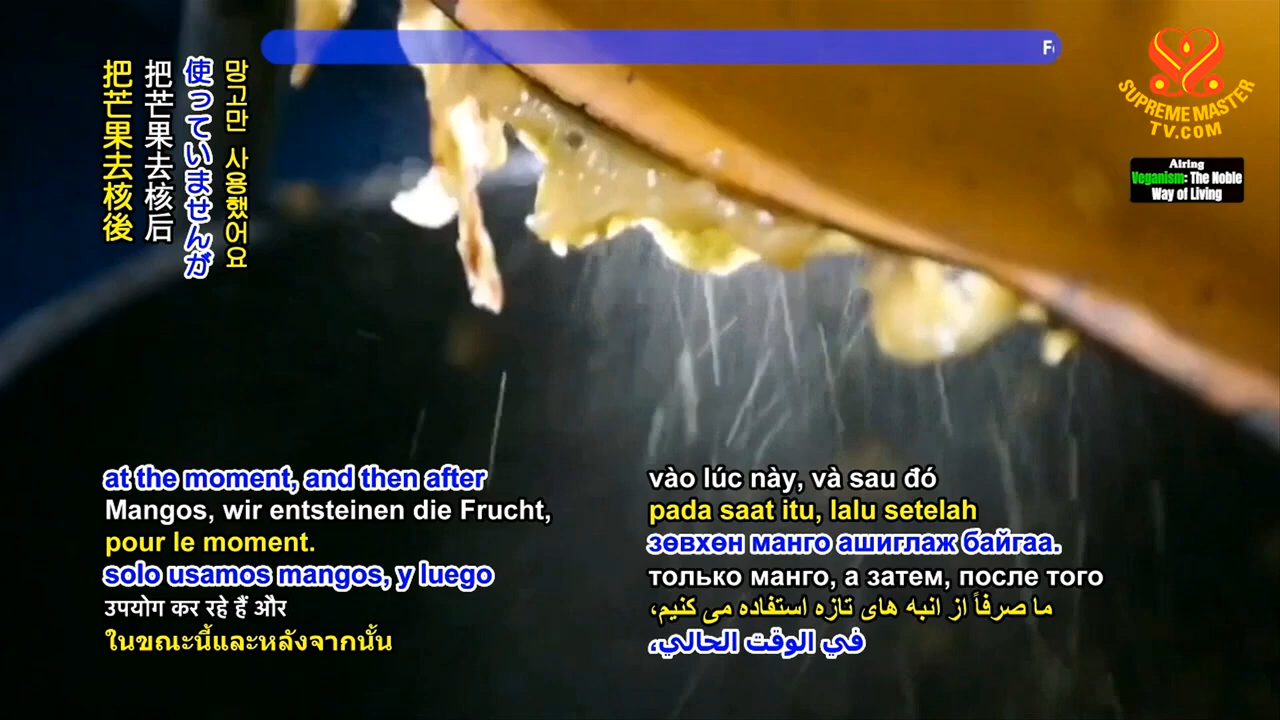 F
SUPREME MASTER
TV.COM
Airing
Veganism: The Noble
Way of Living
把芒果去核後
把芒果去核后
使っていませんが
망고만 사용했어요
at the moment, and then after
Mangos, wir entsteinen die Frucht,
pour le moment.
solo usamos mangos, y luego
उपयोग कर रहे हैं और
ในขณะนี้และหลังจากนั้น
vào lúc này, và sau đó
pada saat itu, lalu setelah
зөвхөн манго ашиглаж байгаа.
только манго, а затем, после того
ما صرفاً از انبه های تازه استفاده می کنیم،
في الوقت الحالي،